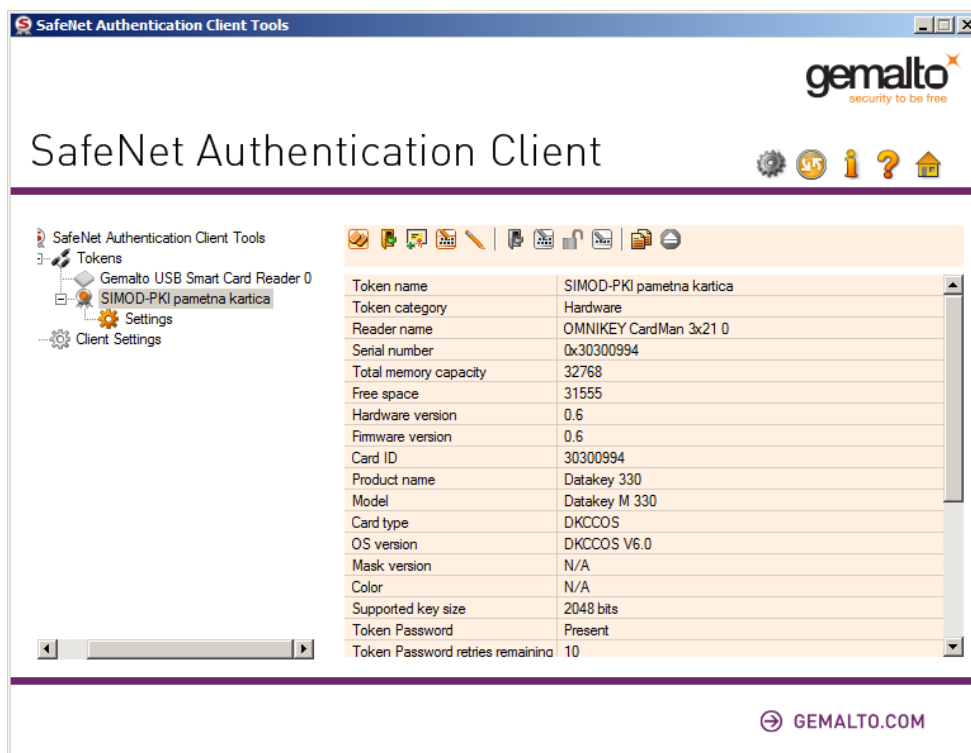 SafeNet Authentication Client Tools
gemalto
security to be free
SafeNet Authentication Client
SafeNet Authentication Client Tools
Tokens
Gemalto USB Smart Card Reader 0
SIMOD-PKI pametna kartica
Settings
Client Settings
Token name SIMOD-PKI pametna kartica
Token category Hardware
Reader name OMNIKEY CardMan 3x21 0
Serial number 0x30300994
Total memory capacity 32768
Free space 31555
Hardware version 0.6
Firmware version 0.6
Card ID 30300994
Product name Datakey 330
Model Datakey M 330
Card type DKCCOS
OS version DKCCOS V6.0
Mask version N/A
Color N/A
Supported key size 2048 bits
Token Password Present
Token Password retries remaining 10
GEMALTO.COM